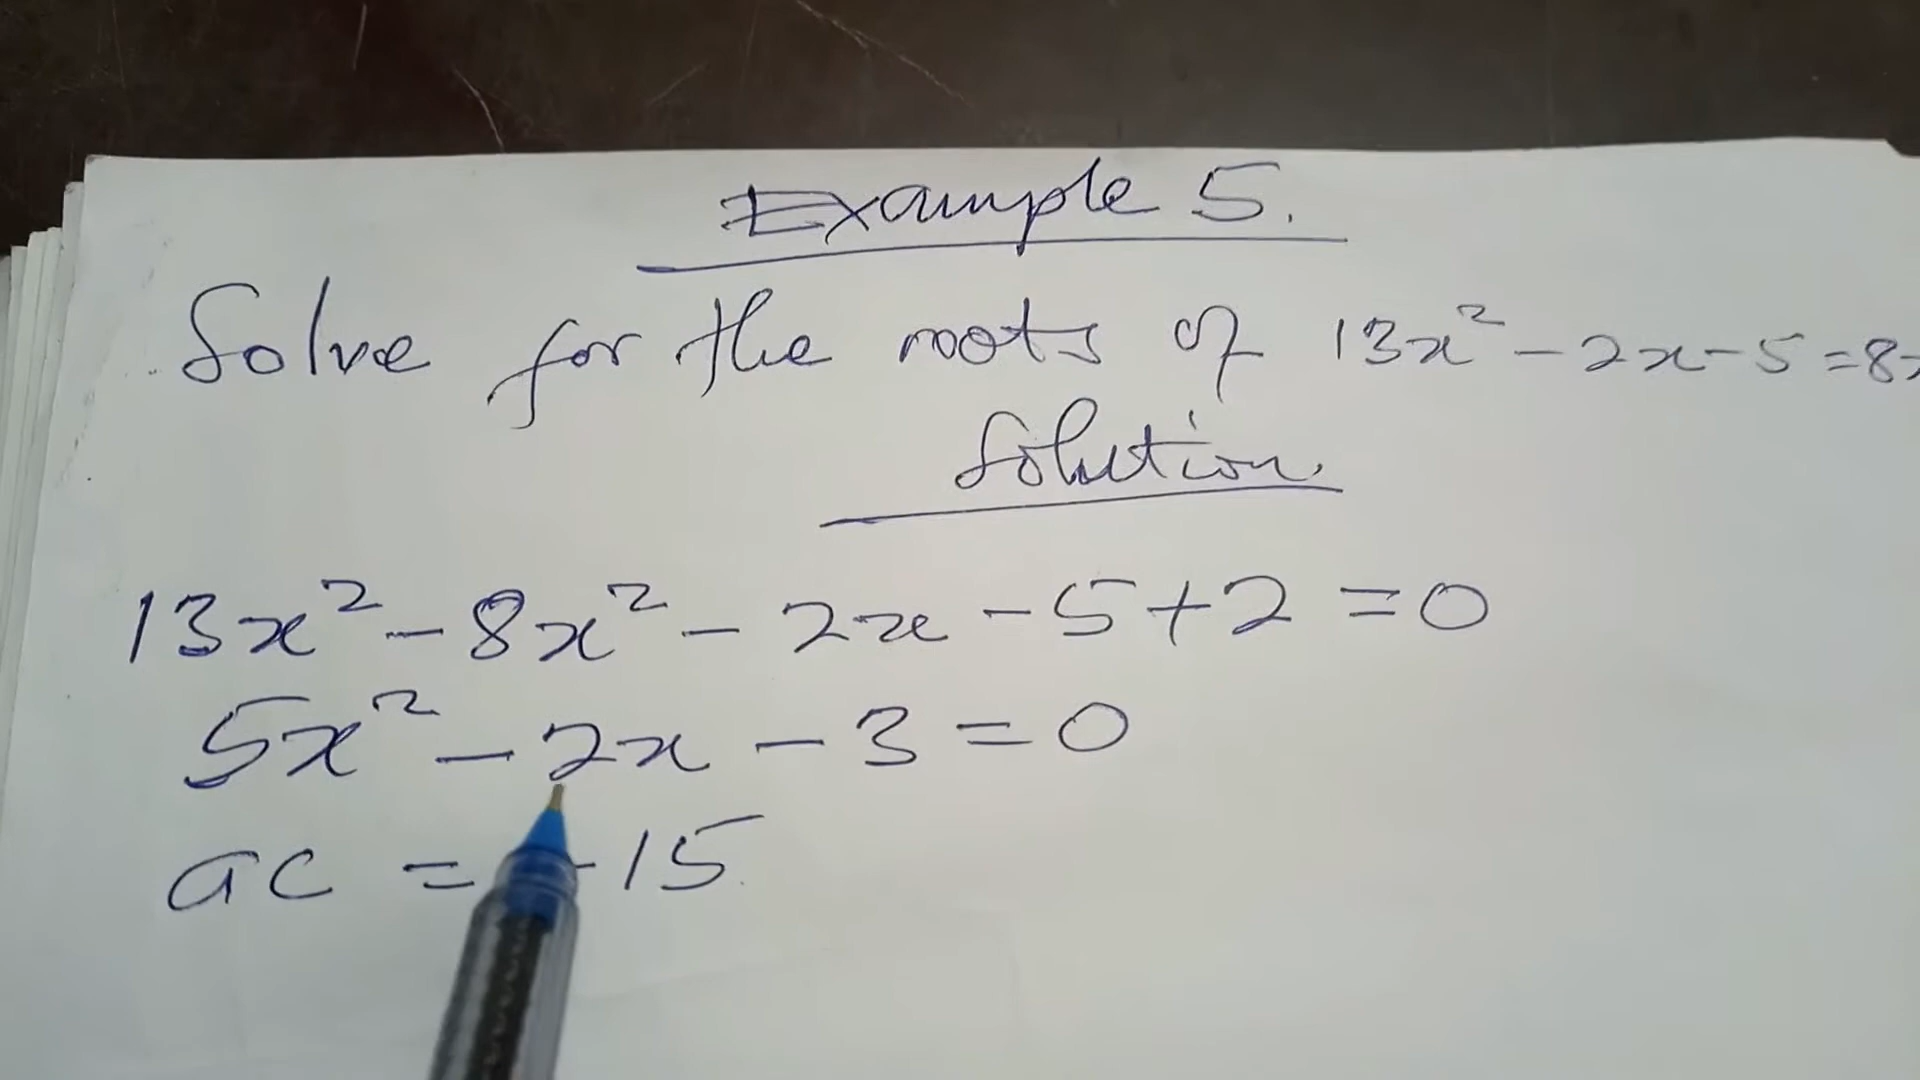 Example 5.
Solve for the roots of 13x² - 2x - 5 = 8x
Solution.
13x² - 8x² - 2x - 5 + 2 = 0
5x² - 2x - 3 = 0
ac = -15